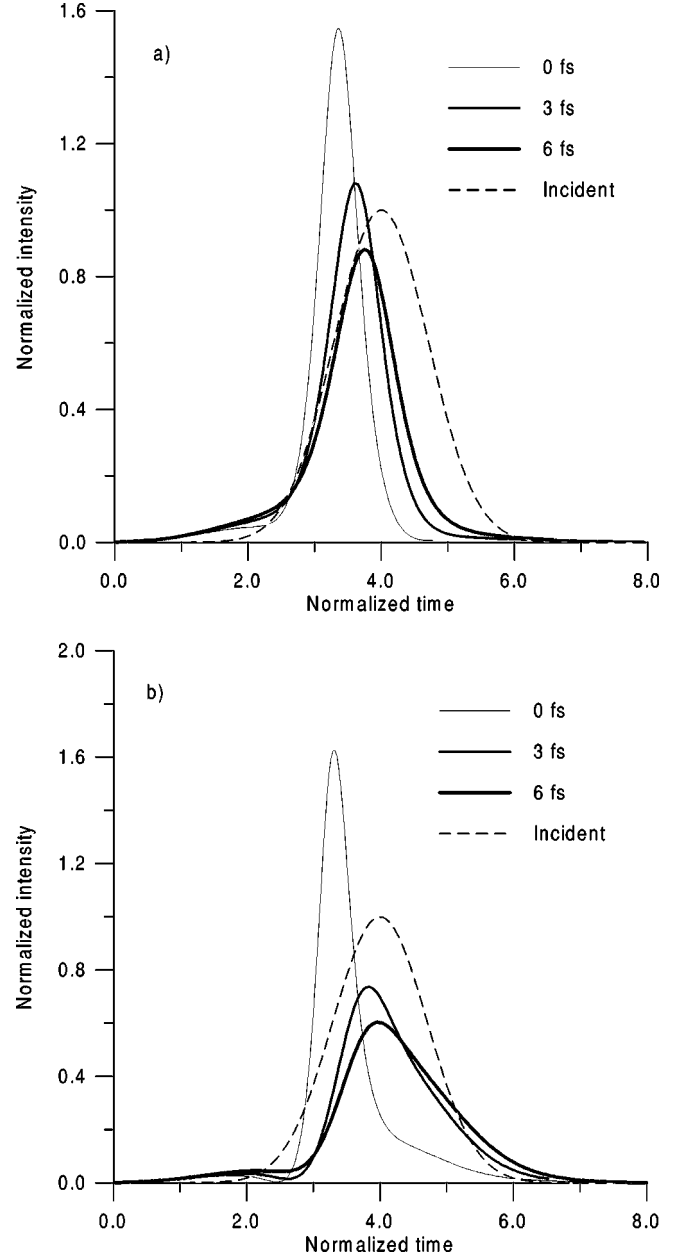 1.6
a)
0 fs
3 fs
6 fs
Incident
1.2
0.8
0.4
0.0
Normalized intensity
0.0 2.0 4.0 6.0 8.0
Normalized time
2.0
b)
0 fs
3 fs
6 fs
Incident
1.6
1.2
0.8
0.4
0.0
Normalized intensity
0.0 2.0 4.0 6.0 8.0
Normalized time